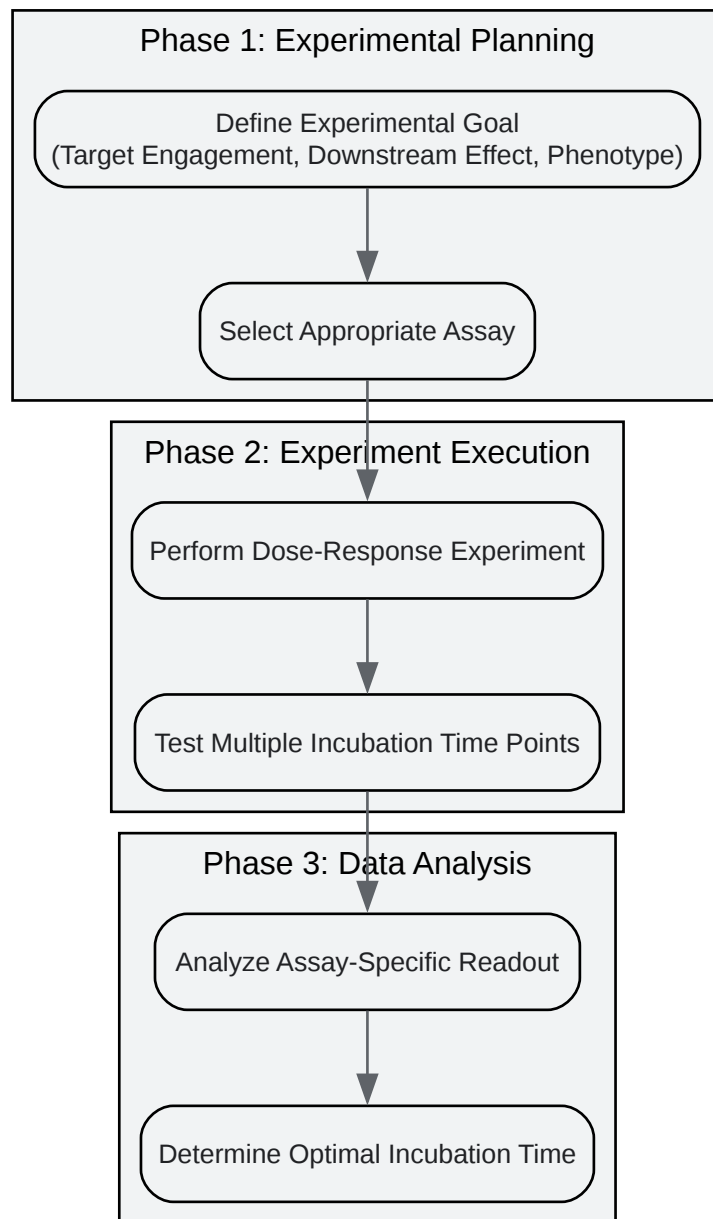 Phase 1: Experimental Planning
Define Experimental Goal
(Target Engagement, Downstream Effect, Phenotype)
Select Appropriate Assay
Phase 2: Experiment Execution
Perform Dose-Response Experiment
Test Multiple Incubation Time Points
Phase 3: Data Analysis
Analyze Assay-Specific Readout
Determine Optimal Incubation Time